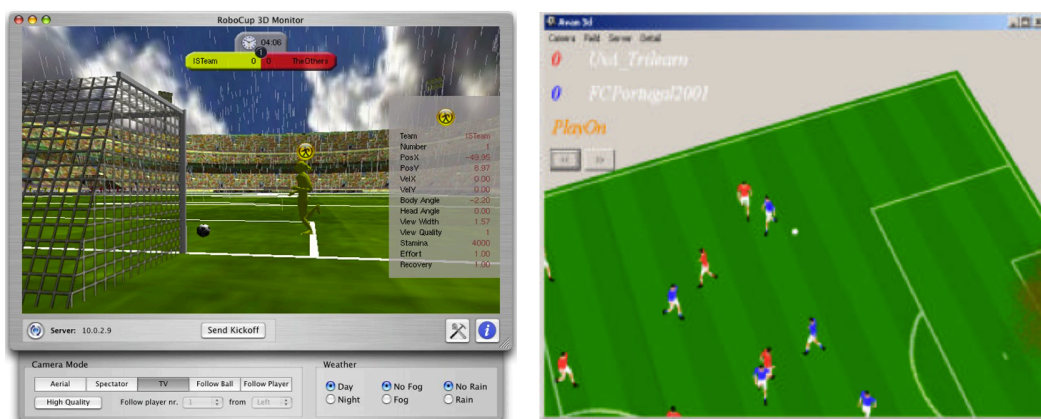 RoboCup 3D Monitor
04:06
ISTeam 0 0 TheOthers
Team ISTeam
Number 1
PosX -49.95
PosY 8.97
VelX 0.00
VelY 0.00
Body Angle -2.20
Head Angle 0.00
View Width 1.57
View Quality 1
Stamina 4000
Effort 1.00
Recovery 1.00
Server: 10.0.2.9
Send Kickoff
Camera Mode
Aerial Spectator TV Follow Ball Follow Player
High Quality Follow player nr. 1 from Left
Weather
Day No Fog No Rain
Night Fog Rain
3d
Camera Field Server Detail
0 UvA_Trilearn
0 FCPortugal2001
PlayOn
<< >>